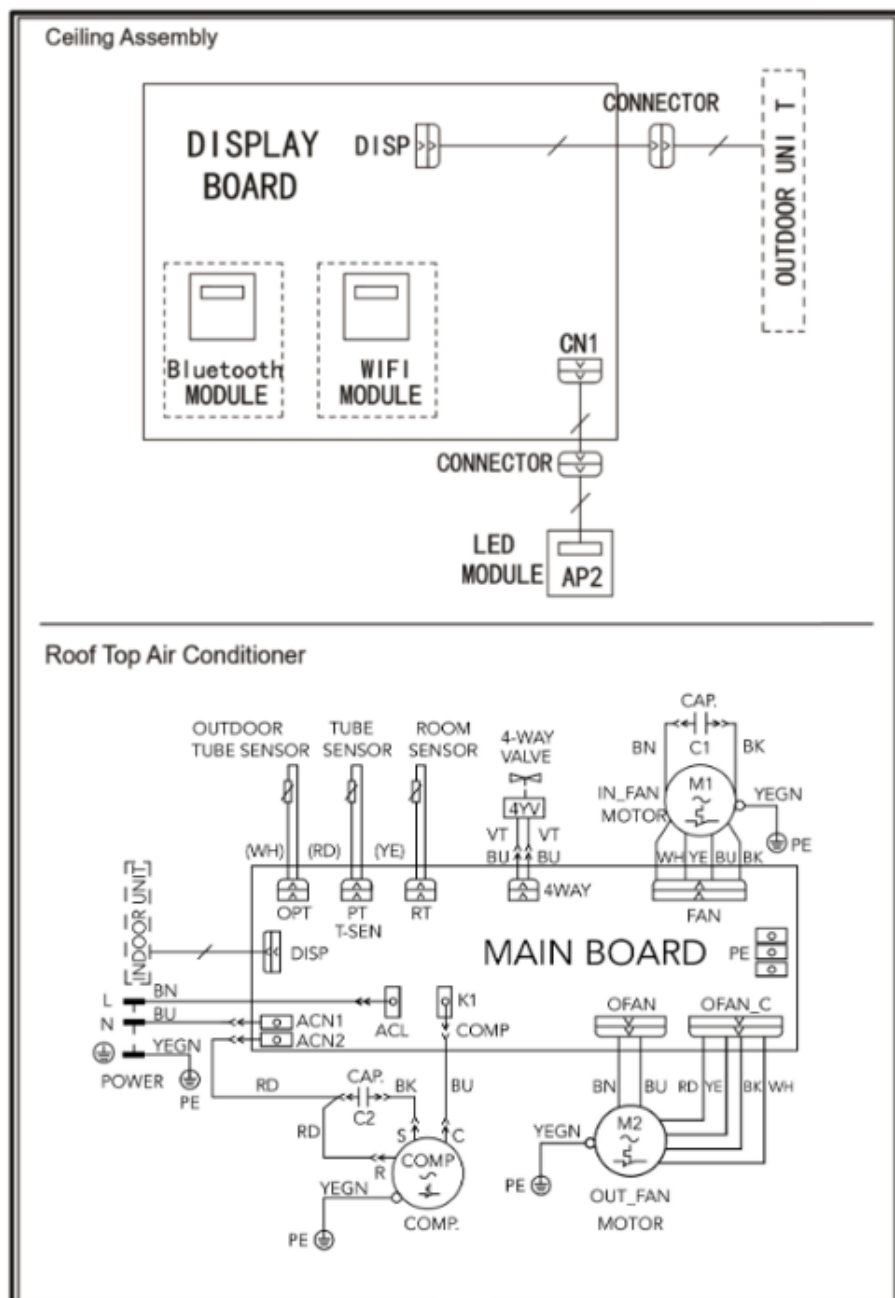 Ceiling Assembly
CONNECTOR
DISPLAY
BOARD
DISP
OUTDOOR UNI T
Bluetooth
MODULE
WIFI
MODULE
CN1
CONNECTOR
LED
MODULE
AP2
Roof Top Air Conditioner
OUTDOOR
TUBE SENSOR
TUBE
SENSOR
ROOM
SENSOR
4-WAY
VALVE
4YV
CAP.
C1
BN
BK
M1
IN_FAN
MOTOR
YEGN
PE
(WH)
(RD)
(YE)
VT
VT
BU
BU
WH
YE
BU
BK
OPT
PT
T-SEN
RT
4WAY
FAN
INDOOR UNIT
DISP
MAIN BOARD
PE
L
BN
N
BU
YEGN
POWER
PE
ACN1
ACN2
ACL
K1
COMP
OFAN
OFAN_C
RD
CAP.
C2
BK
BU
RD
S
C
R
COMP
YEGN
PE
COMP.
BN
BU
RD
YE
BK
WH
YEGN
PE
M2
OUT_FAN
MOTOR